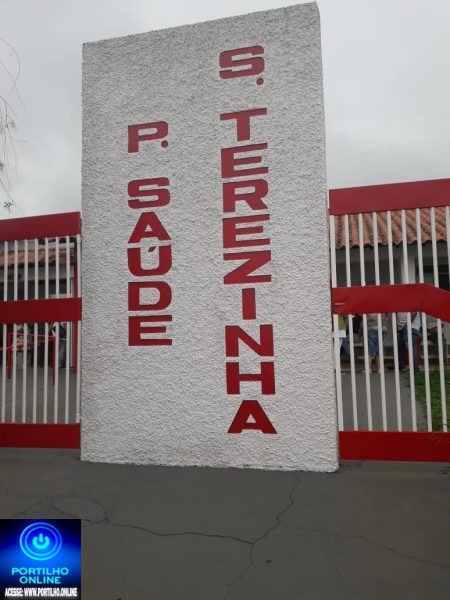 P. SAÚDE
S. TEREZINHA
PORTILHO
ONLINE
ACESSE: WWW.PORTILHO.ONLINE